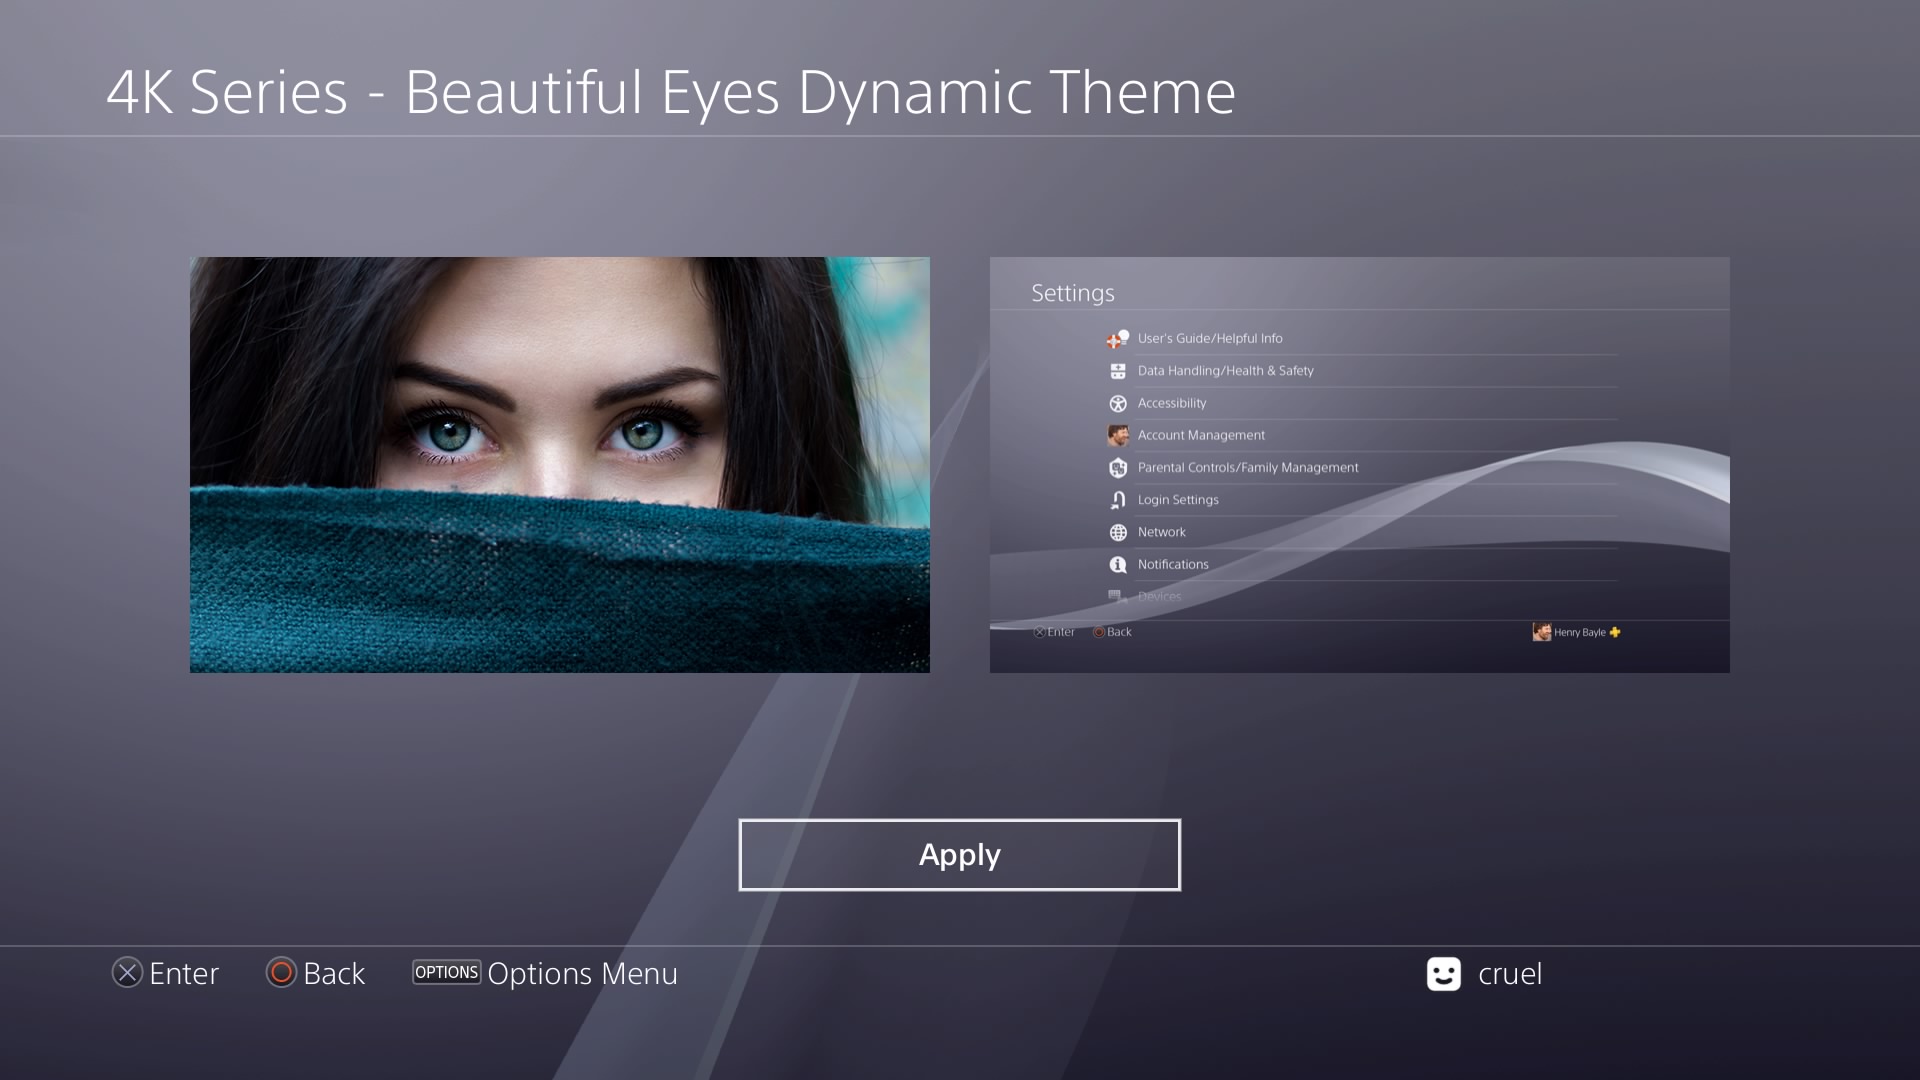 4K Series - Beautiful Eyes Dynamic Theme
Settings
User's Guide/Helpful Info
Data Handling/Health & Safety
Accessibility
Account Management
Parental Controls/Family Management
Login Settings
Network
Notifications
Devices
Enter Back Henry Bayle
Apply
Enter Back OPTIONS Options Menu cruel